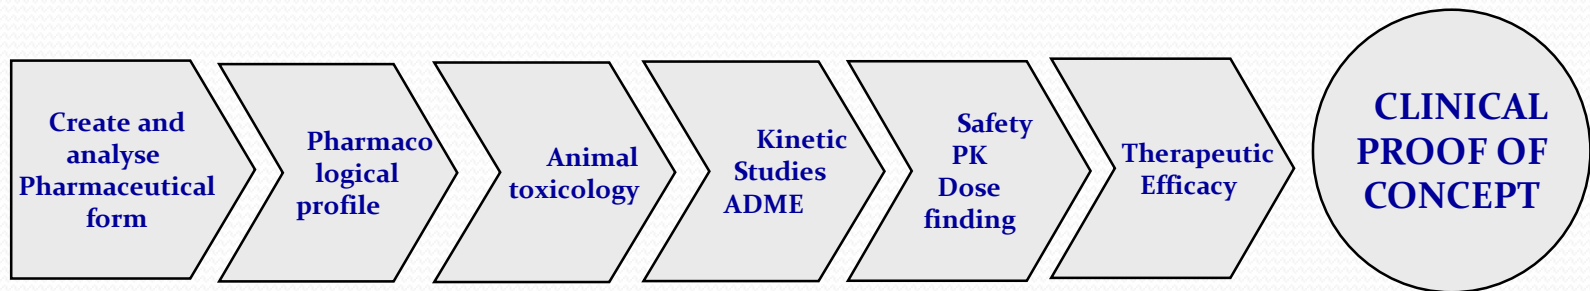 Create and
analyse
Pharmaceutical
form
Pharmaco
logical
profile
Animal
toxicology
Kinetic
Studies
ADME
Safety
PK
Dose
finding
Therapeutic
Efficacy
CLINICAL
PROOF OF
CONCEPT